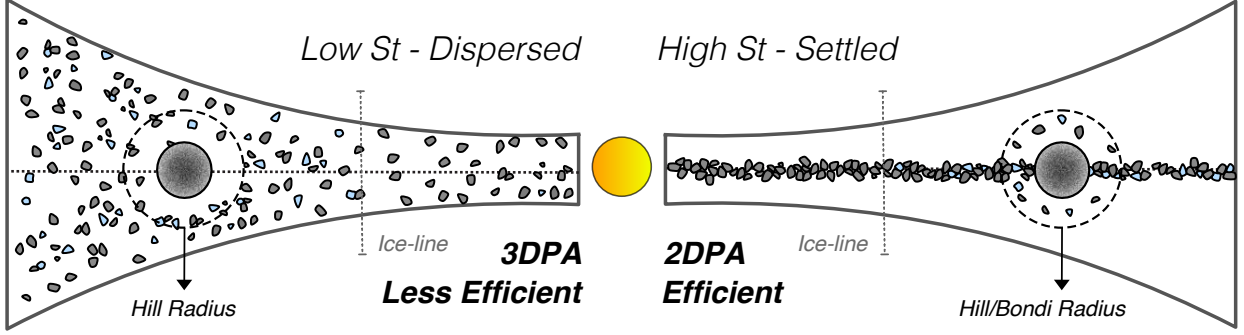 Low St - Dispersed
High St - Settled
Ice-line
3DPA
Less Efficient
2DPA
Efficient
Ice-line
Hill Radius
Hill/Bondi Radius